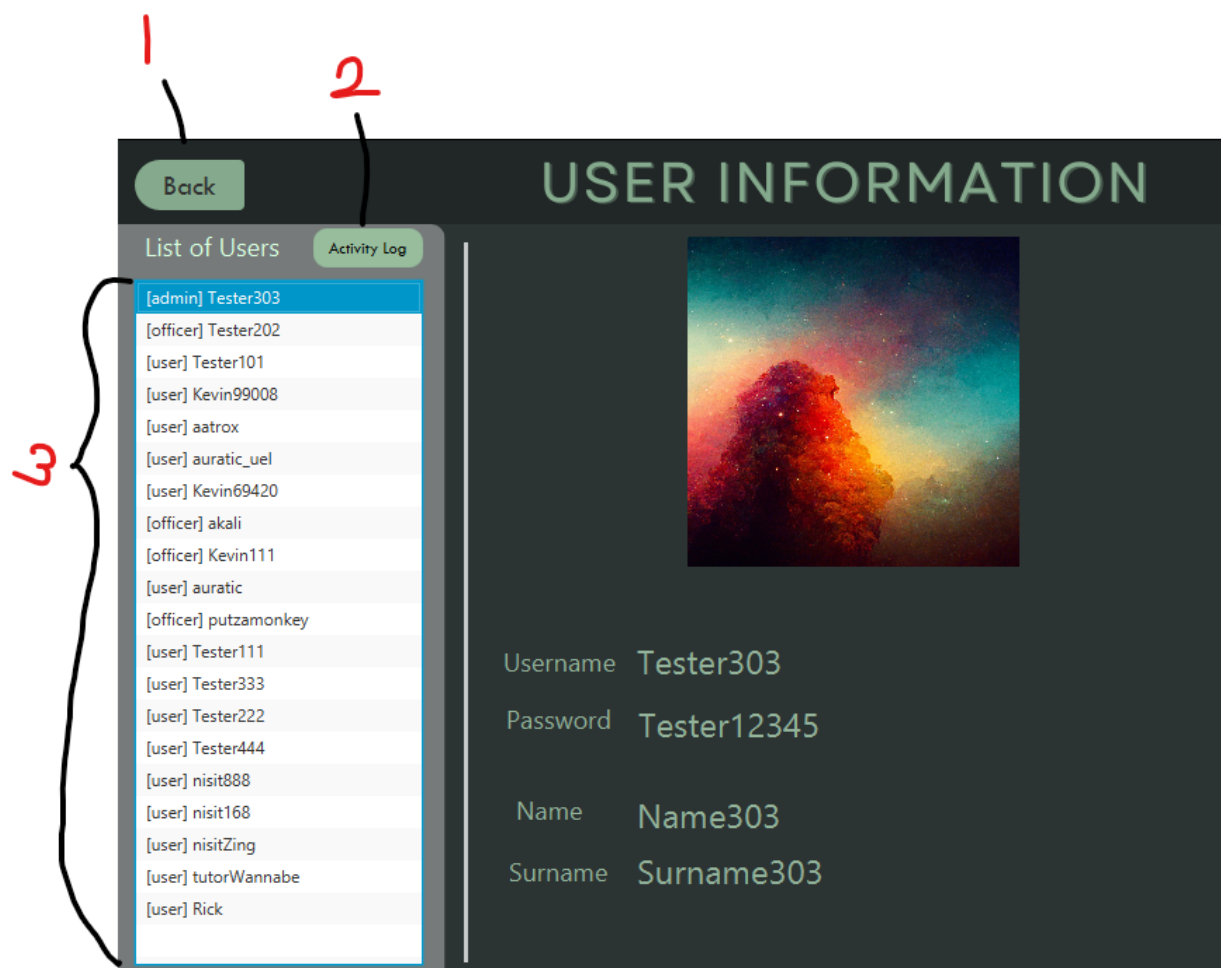 1
2
Back
USER INFORMATION
List of Users
Activity Log
3
[admin] Tester303
[officer] Tester202
[user] Tester101
[user] Kevin99008
[user] aatrox
[user] auratic_uel
[user] Kevin69420
[officer] akali
[officer] Kevin111
[user] auratic
[officer] putzamonkey
[user] Tester111
[user] Tester333
[user] Tester222
[user] Tester444
[user] nisit888
[user] nisit168
[user] nisitZing
[user] tutorWannabe
[user] Rick
Username Tester303
Password Tester12345
Name Name303
Surname Surname303